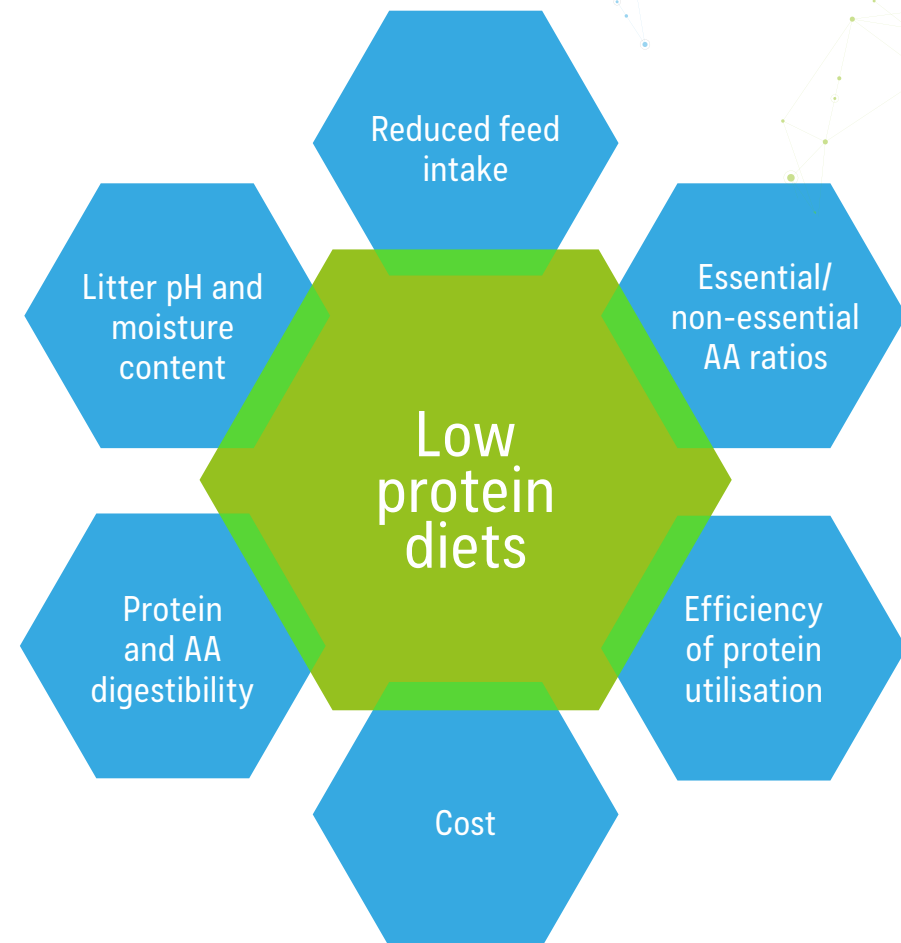 Reduced feed
intake
Essential/
non-essential
AA ratios
Efficiency
of protein
utilisation
Cost
Protein
and AA
digestibility
Litter pH and
moisture
content
Low
protein
diets